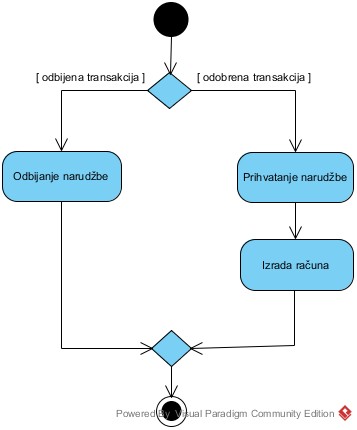 [ odbijena transakcija ]
[ odobrena transakcija ]
Odbijanje narudžbe
Prihvatanje narudžbe
Izrada računa
Powered By Visual Paradigm Community Edition